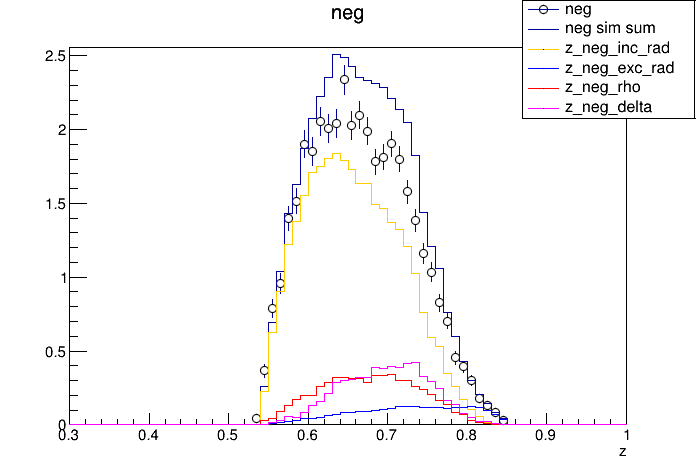 neg
neg
neg sim sum
z_neg_inc_rad
z_neg_exc_rad
z_neg_rho
z_neg_delta
2.5
2
1.5
1
0.5
0
0.3 0.4 0.5 0.6 0.7 0.8 0.9 1
z